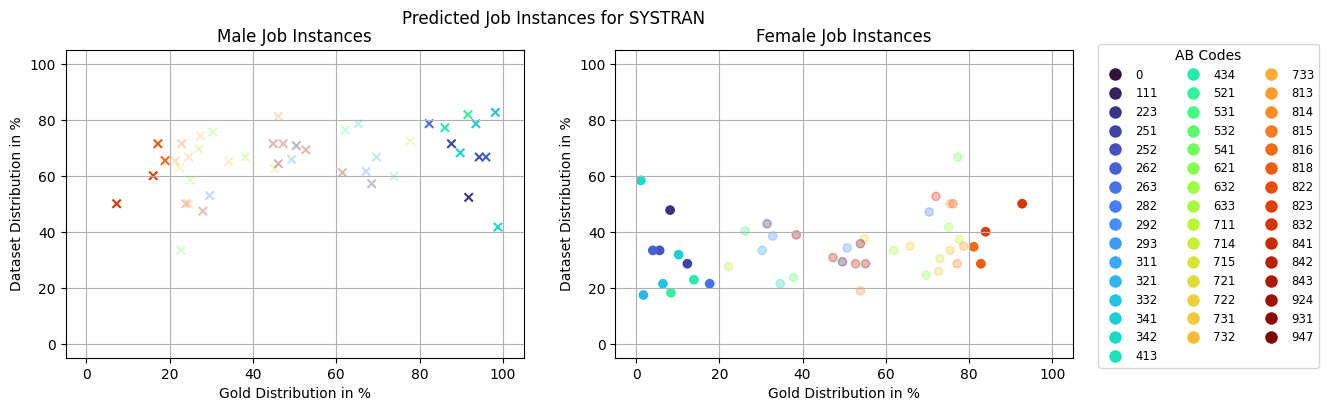 Predicted Job Instances for SYSTRAN
Male Job Instances
100
80
60
40
20
0
Dataset Distribution in %
0 20 40 60 80 100
Gold Distribution in %
Female Job Instances
100
80
60
40
20
0
Dataset Distribution in %
0 20 40 60 80 100
Gold Distribution in %
AB Codes
0 434 733
111 521 813
223 531 814
251 532 815
252 541 816
262 621 818
263 632 822
282 633 823
292 711 832
293 714 841
311 715 842
321 721 843
332 722 924
341 731 931
342 732 947
413